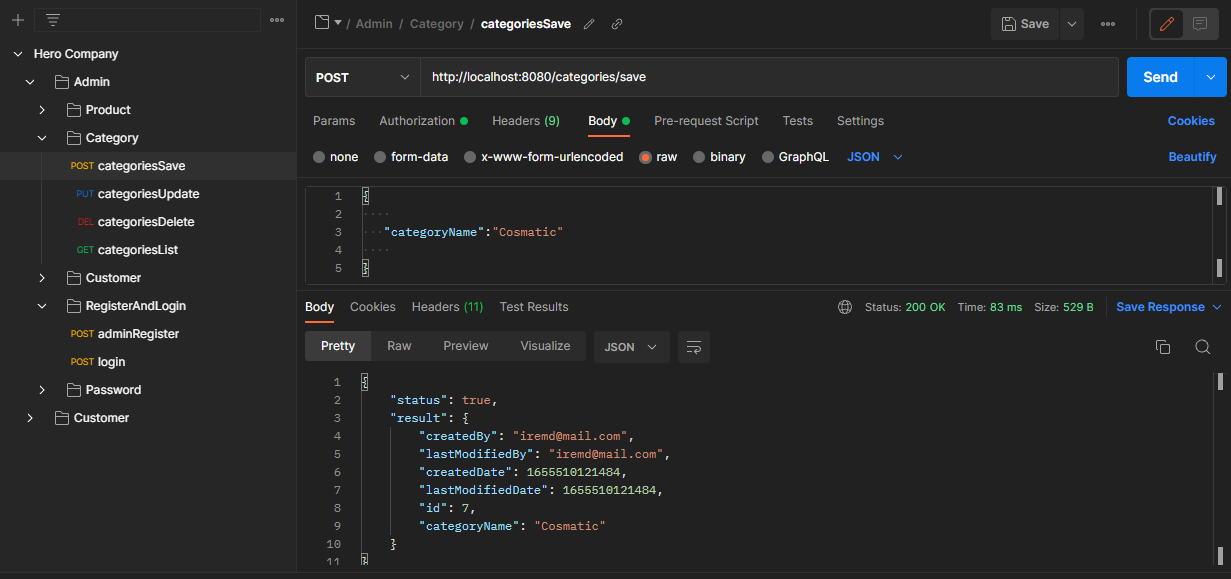 Hero Company
Admin
Product
Category
POST categoriesSave
PUT categoriesUpdate
DEL categoriesDelete
GET categoriesList
Customer
RegisterAndLogin
POST adminRegister
POST login
Password
Customer
/ Admin / Category / categoriesSave
Save
POST http://localhost:8080/categories/save Send
Params Authorization Headers (9) Body Pre-request Script Tests Settings Cookies
none form-data x-www-form-urlencoded raw binary GraphQL JSON Beautify
1 {
2
3 "categoryName":"Cosmatic"
4
5 }
Body Cookies Headers (11) Test Results Status: 200 OK Time: 83 ms Size: 529 B Save Response
Pretty Raw Preview Visualize JSON
1 {
2 "status": true,
3 "result": {
4 "createdBy": "iremd@mail.com",
5 "lastModifiedBy": "iremd@mail.com",
6 "createdDate": 1655510121484,
7 "lastModifiedDate": 1655510121484,
8 "id": 7,
9 "categoryName": "Cosmatic"
10 }
11 }